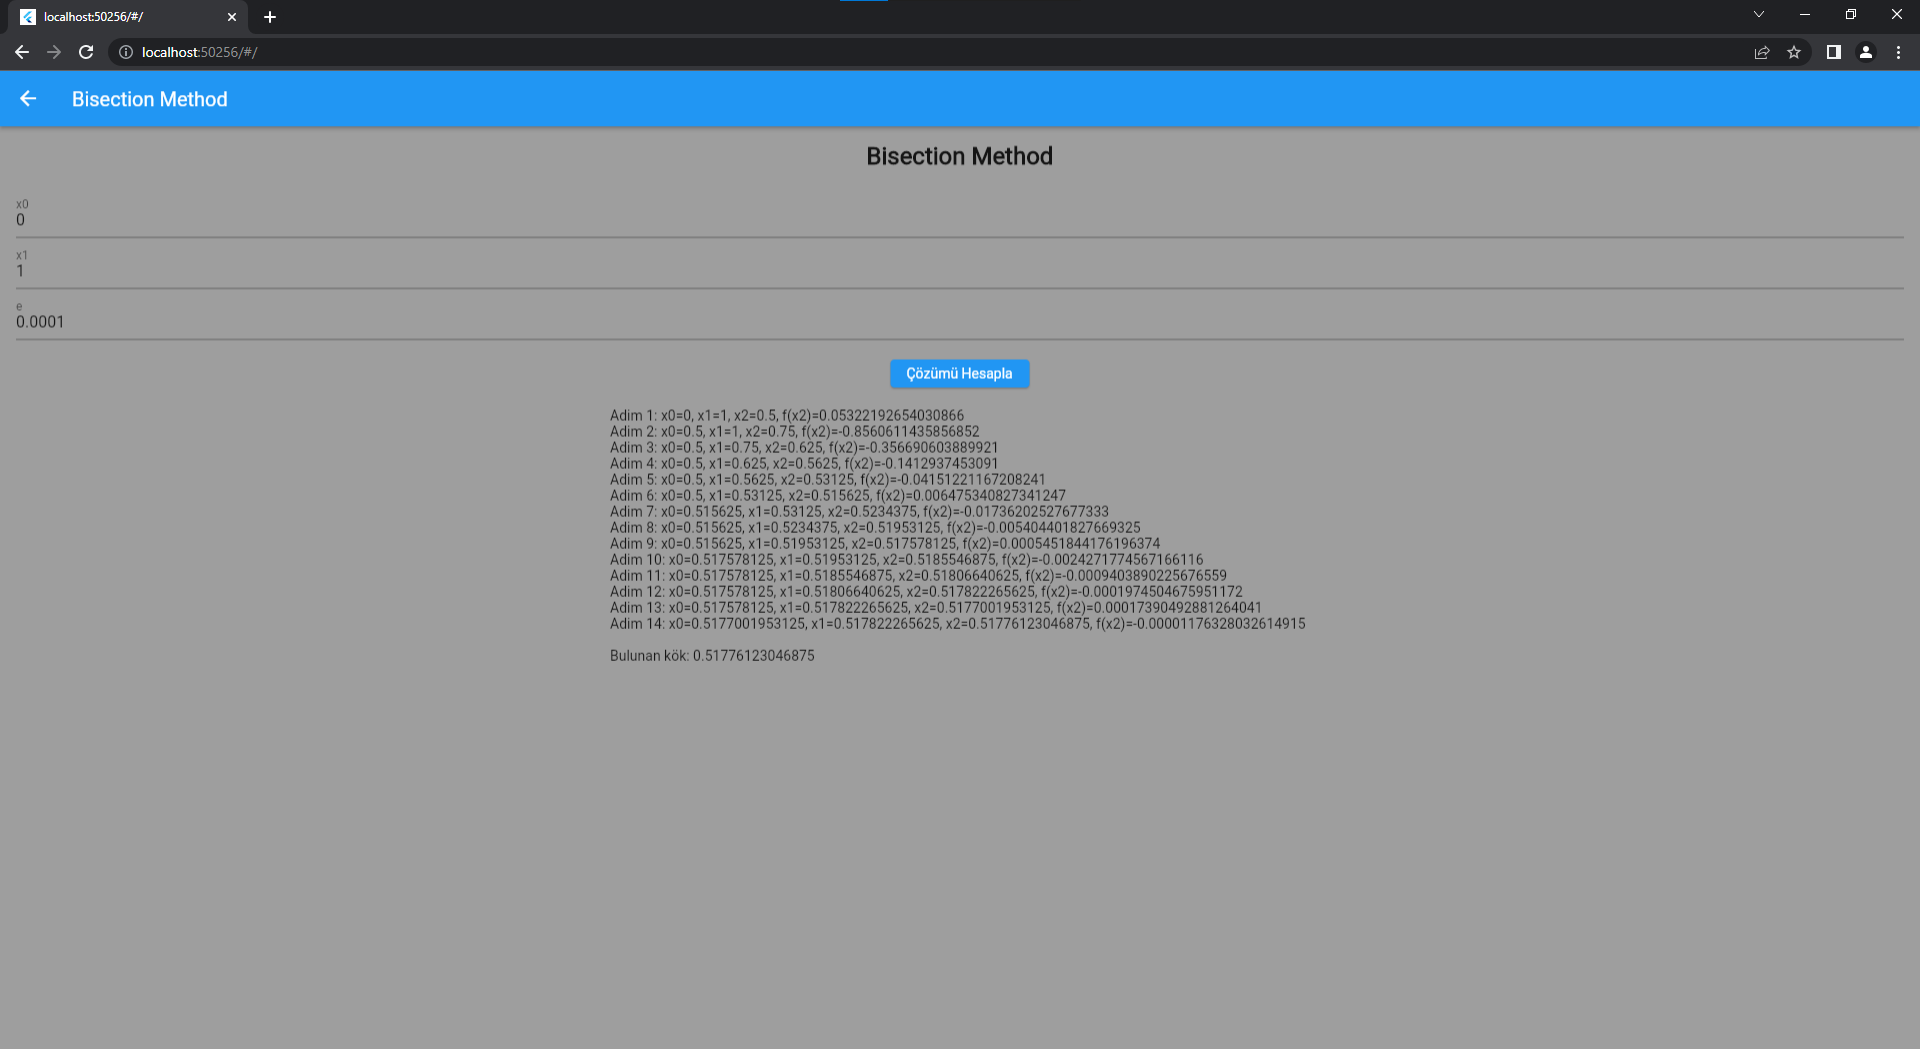 localhost:50256/#/
localhost:50256/#/
Bisection Method
Bisection Method
x0
0
x1
1
e
0.0001
Çözümü Hesapla
Adim 1: x0=0, x1=1, x2=0.5, f(x2)=0.05322192654030866
Adim 2: x0=0.5, x1=1, x2=0.75, f(x2)=-0.8560611435856852
Adim 3: x0=0.5, x1=0.75, x2=0.625, f(x2)=-0.356690603889921
Adim 4: x0=0.5, x1=0.625, x2=0.5625, f(x2)=-0.1412937453091
Adim 5: x0=0.5, x1=0.5625, x2=0.53125, f(x2)=-0.04151221167208241
Adim 6: x0=0.5, x1=0.53125, x2=0.515625, f(x2)=0.006475340827341247
Adim 7: x0=0.515625, x1=0.53125, x2=0.5234375, f(x2)=-0.01736202527677333
Adim 8: x0=0.515625, x1=0.5234375, x2=0.51953125, f(x2)=-0.005404401827669325
Adim 9: x0=0.515625, x1=0.51953125, x2=0.517578125, f(x2)=0.0005451844176196374
Adim 10: x0=0.517578125, x1=0.51953125, x2=0.5185546875, f(x2)=-0.0024271774567166116
Adim 11: x0=0.517578125, x1=0.5185546875, x2=0.51806640625, f(x2)=-0.0009403890225676559
Adim 12: x0=0.517578125, x1=0.51806640625, x2=0.517822265625, f(x2)=-0.0001974504675951172
Adim 13: x0=0.517578125, x1=0.517822265625, x2=0.5177001953125, f(x2)=0.00017390492881264041
Adim 14: x0=0.5177001953125, x1=0.517822265625, x2=0.51776123046875, f(x2)=-0.00001176328032614915
Bulunan kök: 0.51776123046875